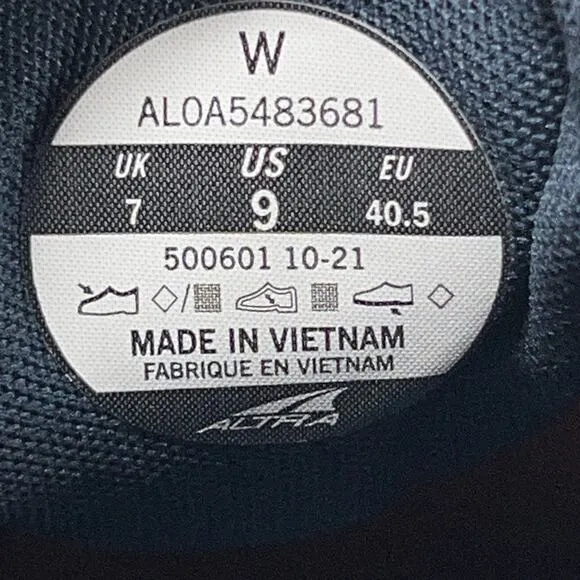 W
AL0A5483681
UK US EU
7 9 40.5
500601 10-21
MADE IN VIETNAM
FABRIQUE EN VIETNAM
ALTRA